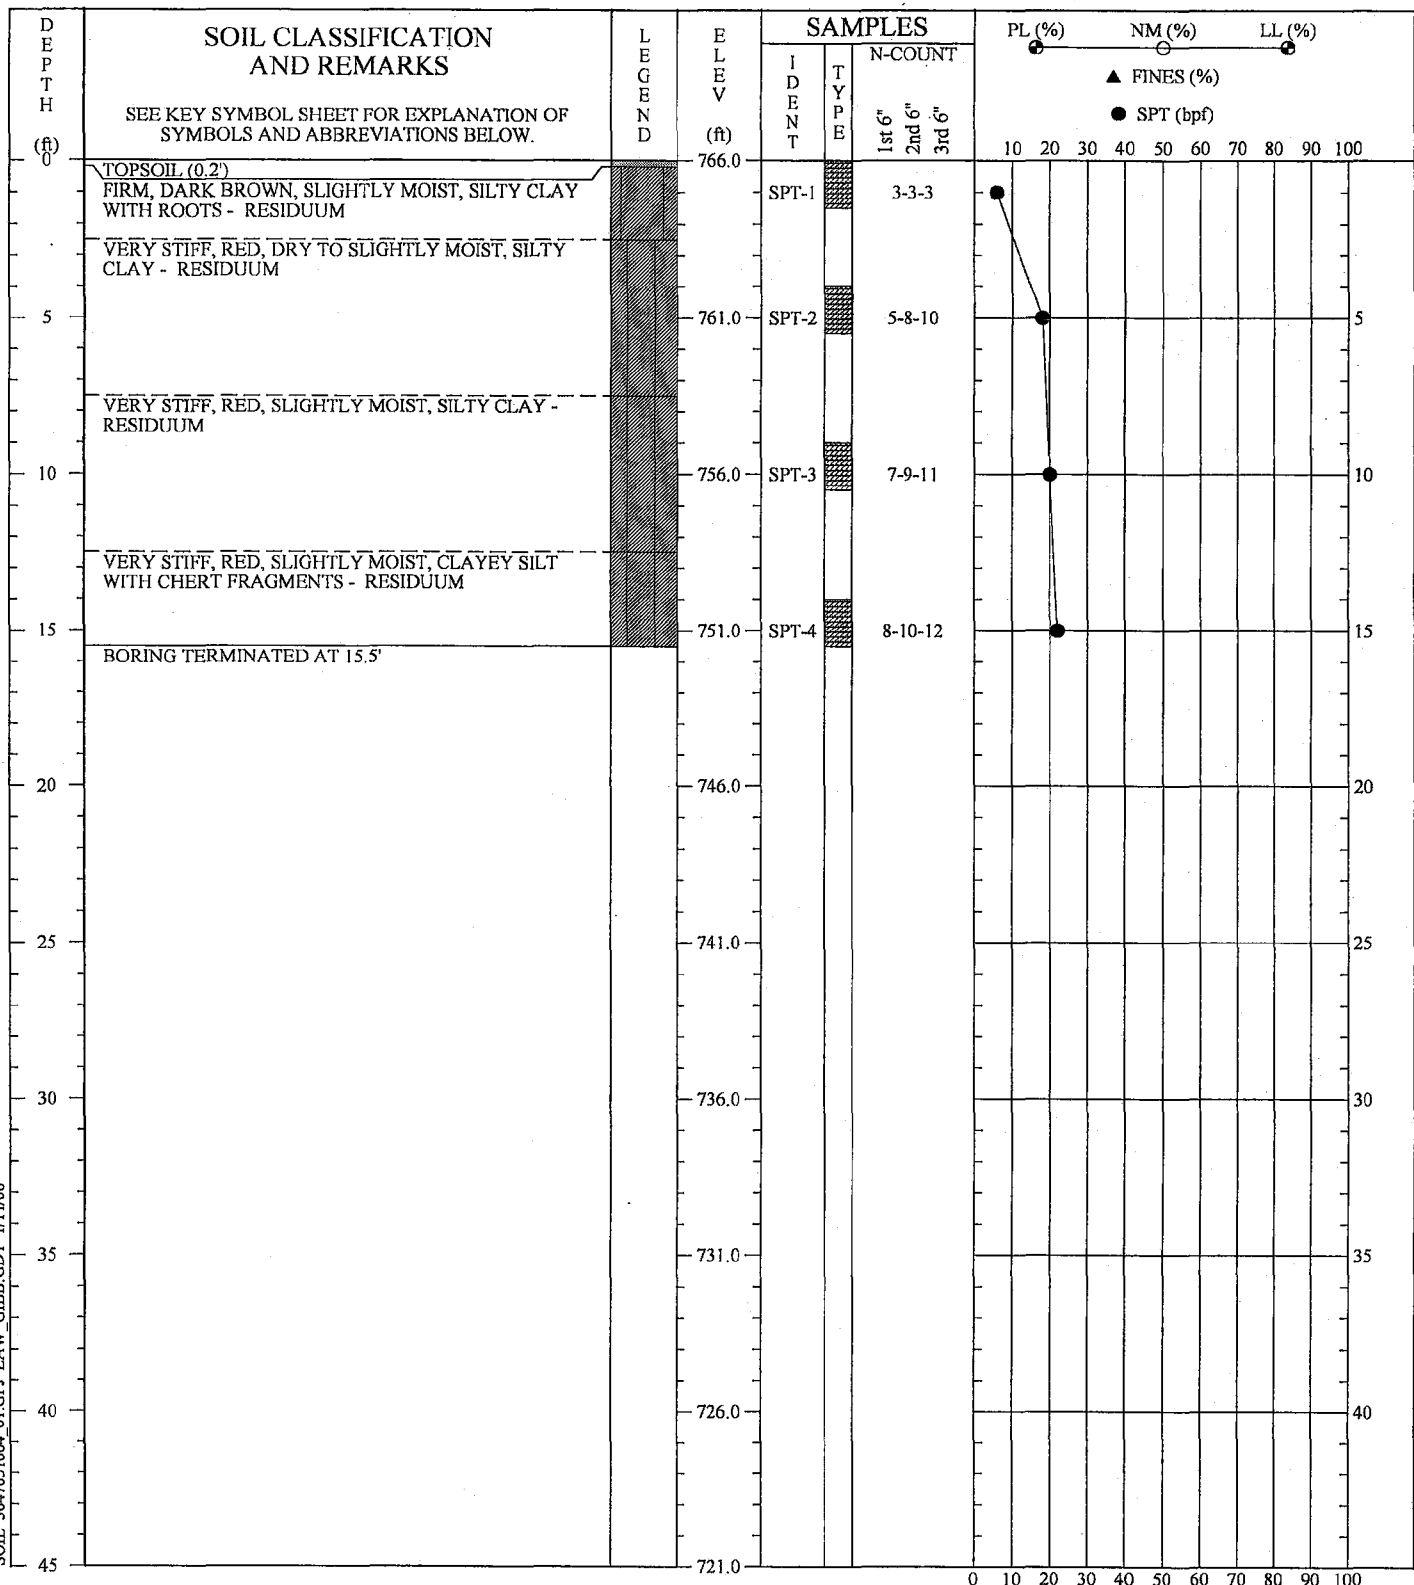 DEPTH (ft)
SOIL CLASSIFICATION
AND REMARKS
SEE KEY SYMBOL SHEET FOR EXPLANATION OF
SYMBOLS AND ABBREVIATIONS BELOW.
LEGEND
ELEV (ft)
SAMPLES
IDENT
TYPE
N-COUNT
1st 6"
2nd 6"
3rd 6"
PL (%) NM (%) LL (%)
▲ FINES (%)
● SPT (bpf)
10 20 30 40 50 60 70 80 90 100
0 766.0
TOPSOIL (0.2')
FIRM, DARK BROWN, SLIGHTLY MOIST, SILTY CLAY
WITH ROOTS - RESIDUUM
SPT-1 3-3-3
VERY STIFF, RED, DRY TO SLIGHTLY MOIST, SILTY
CLAY - RESIDUUM
5 761.0 SPT-2 5-8-10 5
VERY STIFF, RED, SLIGHTLY MOIST, SILTY CLAY -
RESIDUUM
10 756.0 SPT-3 7-9-11 10
VERY STIFF, RED, SLIGHTLY MOIST, CLAYEY SILT
WITH CHERT FRAGMENTS - RESIDUUM
15 751.0 SPT-4 8-10-12 15
BORING TERMINATED AT 15.5'
20 746.0 20
25 741.0 25
30 736.0 30
35 731.0 35
40 726.0 40
45 721.0
0 10 20 30 40 50 60 70 80 90 100